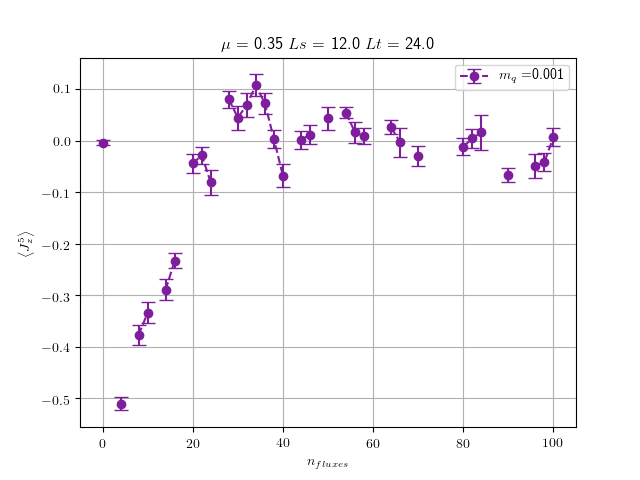 μ = 0.35 Ls = 12.0 Lt = 24.0
m_q =0.001
0.1
0.0
−0.1
−0.2
−0.3
−0.4
−0.5
⟨J_z^5⟩
0 20 40 60 80 100
n_fluxes